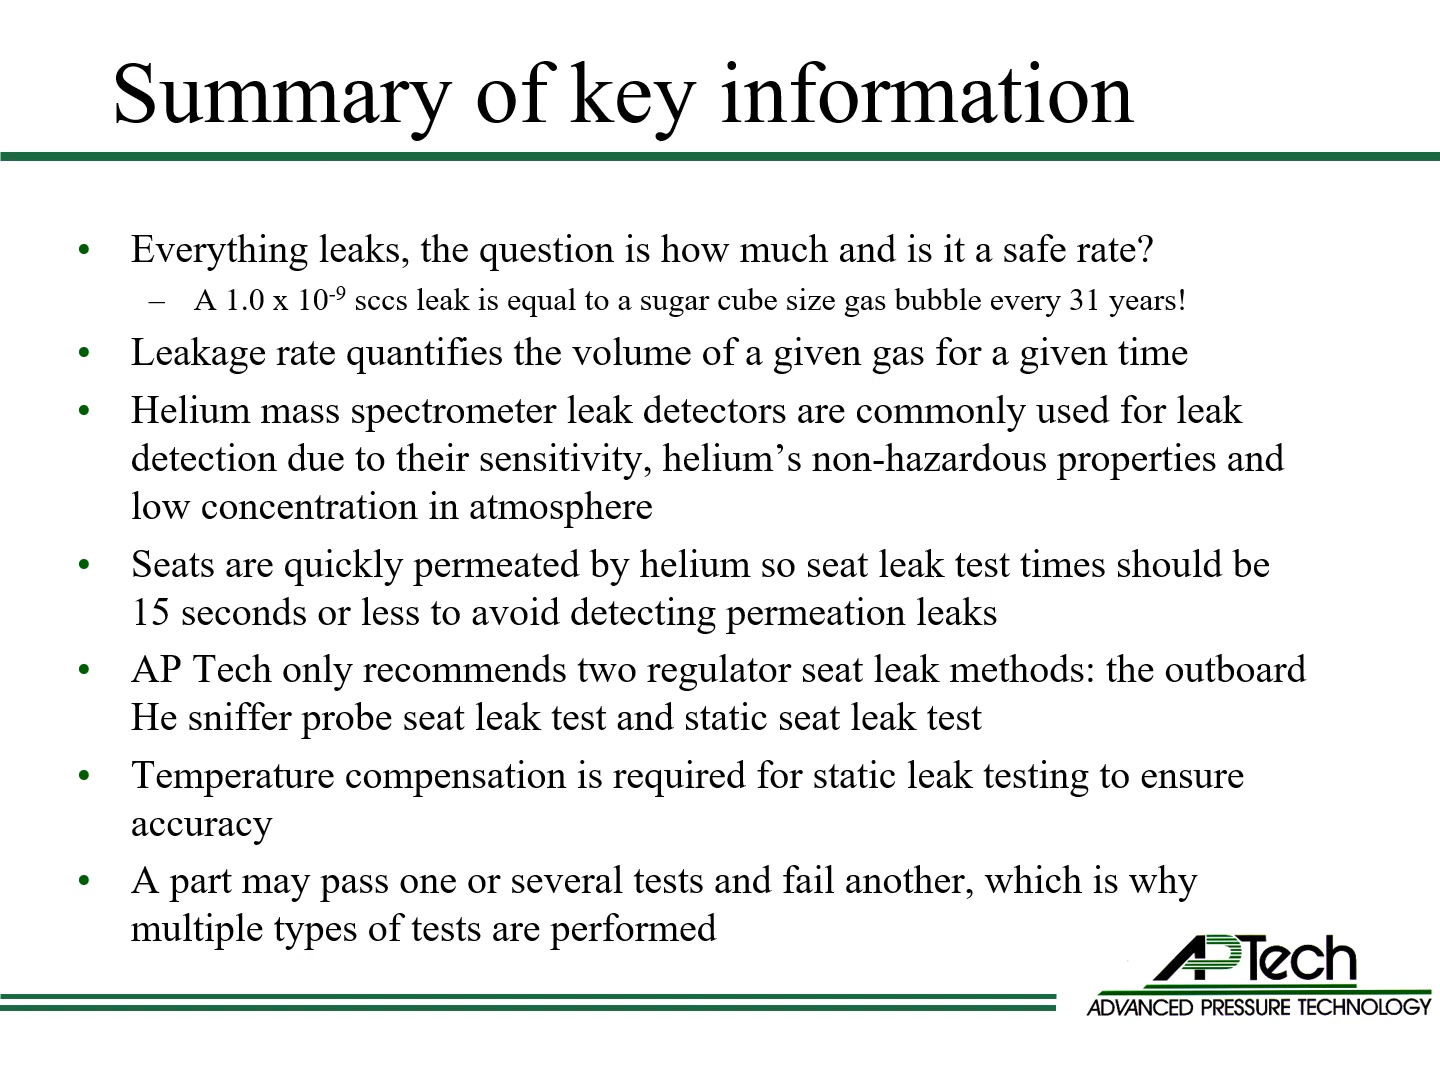 Summary of key information
• Everything leaks, the question is how much and is it a safe rate?
– A 1.0 x 10⁻⁹ sccs leak is equal to a sugar cube size gas bubble every 31 years!
• Leakage rate quantifies the volume of a given gas for a given time
• Helium mass spectrometer leak detectors are commonly used for leak
detection due to their sensitivity, helium’s non-hazardous properties and
low concentration in atmosphere
• Seats are quickly permeated by helium so seat leak test times should be
15 seconds or less to avoid detecting permeation leaks
• AP Tech only recommends two regulator seat leak methods: the outboard
He sniffer probe seat leak test and static seat leak test
• Temperature compensation is required for static leak testing to ensure
accuracy
• A part may pass one or several tests and fail another, which is why
multiple types of tests are performed
APTech
ADVANCED PRESSURE TECHNOLOGY